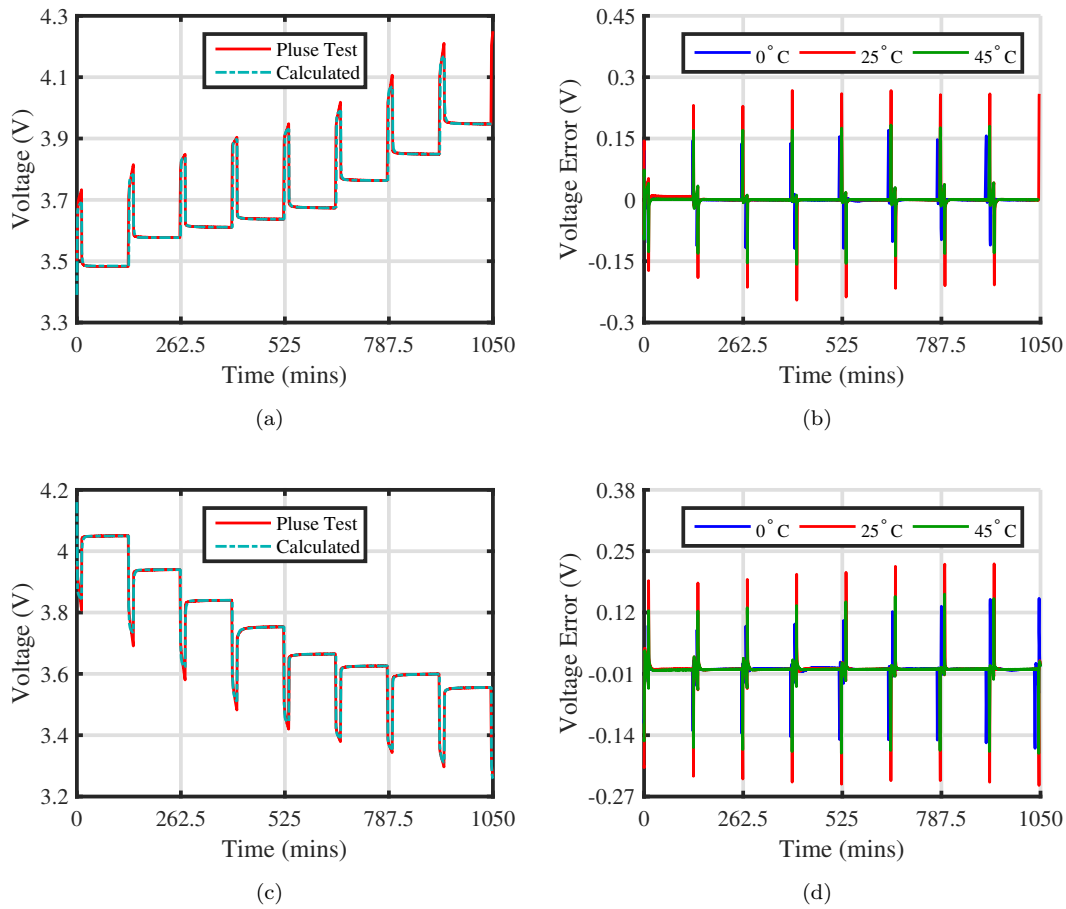 4.3
4.1
3.9
3.7
3.5
3.3
Voltage (V)
Pluse Test
Calculated
0 262.5 525 787.5 1050
Time (mins)
(a)
0.45
0.3
0.15
0
-0.15
-0.3
Voltage Error (V)
0°C 25°C 45°C
0 262.5 525 787.5 1050
Time (mins)
(b)
4.2
4
3.8
3.6
3.4
3.2
Voltage (V)
Pluse Test
Calculated
0 262.5 525 787.5 1050
Time (mins)
(c)
0.38
0.25
0.12
-0.01
-0.14
-0.27
Voltage Error (V)
0°C 25°C 45°C
0 262.5 525 787.5 1050
Time (mins)
(d)